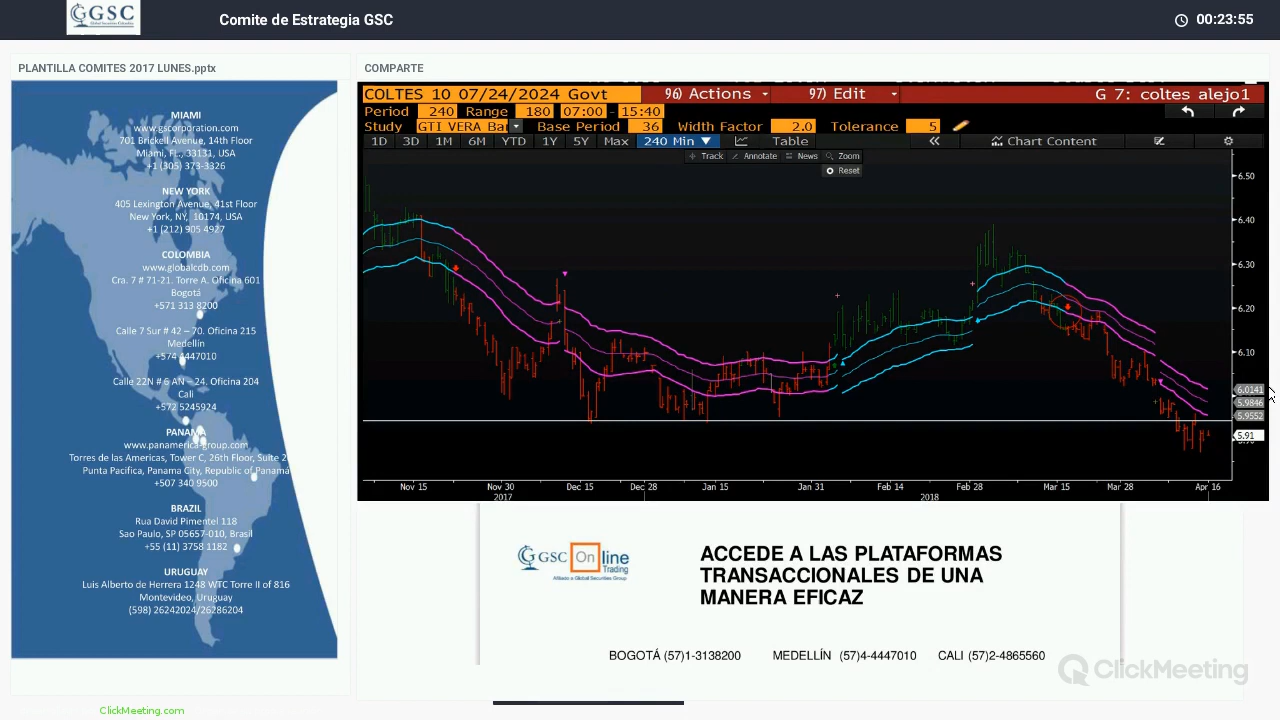 GSC
Global Securities Colombia
Comite de Estrategia GSC
00:23:55
PLANTILLA COMITES 2017 LUNES.pptx
MIAMI
www.gscorporation.com
701 Brickell Avenue, 14th Floor
Miami, FL., 33131, USA
+1 (305) 373-3326
NEW YORK
405 Lexington Avenue, 41st Floor
New York, NY, 10174, USA
+1 (212) 905 4927
COLOMBIA
www.globalcdb.com
Cra. 7 # 71-21. Torre A. Oficina 601
Bogotá
+571 313 8200
Calle 7 Sur # 42 – 70. Oficina 215
Medellín
+574 4447010
Calle 22N # 6 AN – 24. Oficina 204
Cali
+572 5245924
PANAMA
www.panamerica-group.com
Torres de las Americas, Tower C, 26th Floor, Suite 2
Punta Pacifica, Panama City, Republic of Panamá
+507 340 9500
BRAZIL
Rua David Pimentel 118
Sao Paulo, SP 05657-010, Brasil
+55 (11) 3758 1182
URUGUAY
Luis Alberto de Herrera 1248 WTC Torre II of 816
Montevideo, Uruguay
(598) 26242024/26286204
ClickMeeting.com
COMPARTE
COLTES 10 07/24/2024 Govt 96) Actions 97) Edit G 7: coltes alejo1
Period 240 Range 180 07:00 - 15:40
Study GTI VERA Bar Base Period 36 Width Factor 2.0 Tolerance 5
1D 3D 1M 6M YTD 1Y 5Y Max 240 Min ▼ Table « Chart Content
Track Annotate News Zoom
Reset
6.50
6.40
6.30
6.20
6.10
6.0141
5.9846
5.9552
5.91
Nov 15 Nov 30 Dec 15 Dec 28 Jan 15 Jan 31 Feb 14 Feb 28 Mar 15 Mar 28 Apr 16
2017 2018
GSC Online
Trading
Afiliado a Global Securities Group
ACCEDE A LAS PLATAFORMAS
TRANSACCIONALES DE UNA
MANERA EFICAZ
BOGOTÁ (57)1-3138200 MEDELLÍN (57)4-4447010 CALI (57)2-4865560
ClickMeeting